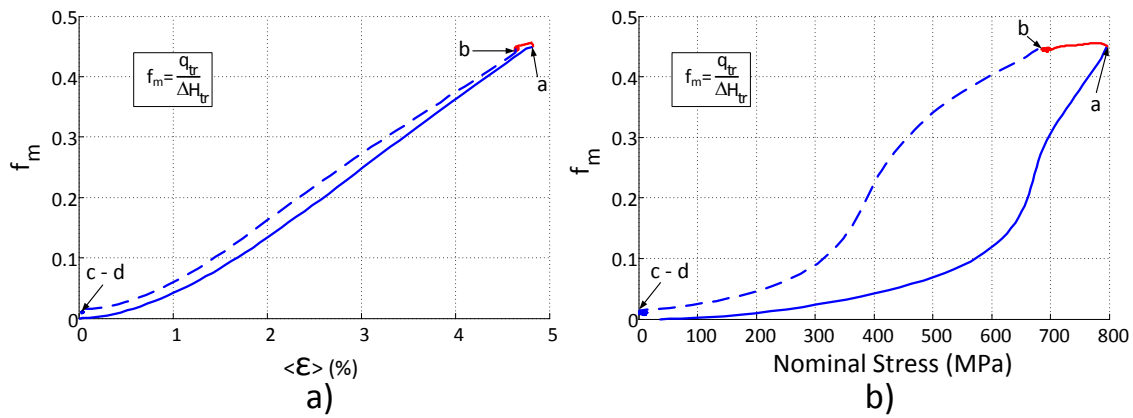 0.5
0.4
0.3
0.2
0.1
0
f_m
f_m = q_tr / ΔH_tr
b
a
c - d
0 1 2 3 4 5
<ε> (%)
a)
0.5
0.4
0.3
0.2
0.1
0
f_m
f_m = q_tr / ΔH_tr
b
a
c - d
0 100 200 300 400 500 600 700 800
Nominal Stress (MPa)
b)